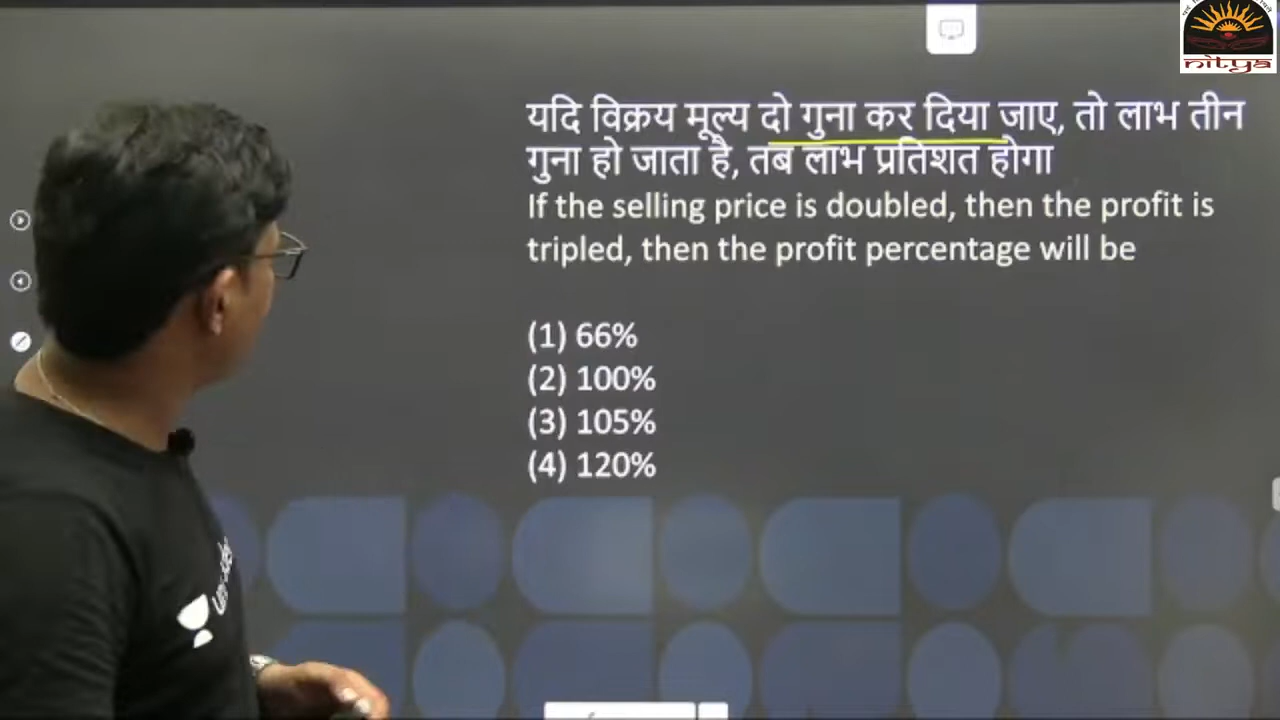 nitya
यदि विक्रय मूल्य दो गुना कर दिया जाए, तो लाभ तीन
गुना हो जाता है, तब लाभ प्रतिशत होगा
If the selling price is doubled, then the profit is
tripled, then the profit percentage will be
(1) 66%
(2) 100%
(3) 105%
(4) 120%